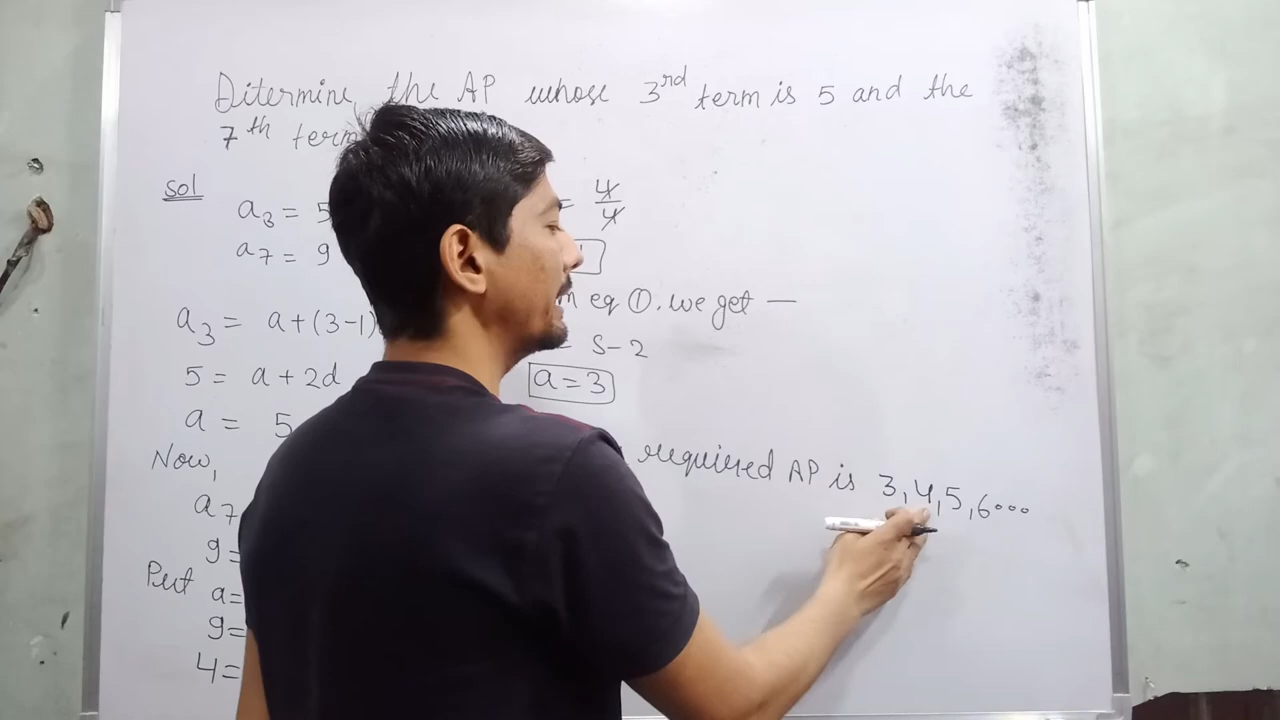 Ditermine the AP whose 3rd term is 5 and the
7th term
Sol
a3 = 5
a7 = 9
a3 = a+(3-1)
5 = a+2d
a = 5
Now,
a7
9=
Put a=
9=
4=
= 4/4
eq ①. we get —
= 5-2
a=3
required AP is 3,4,5,6...